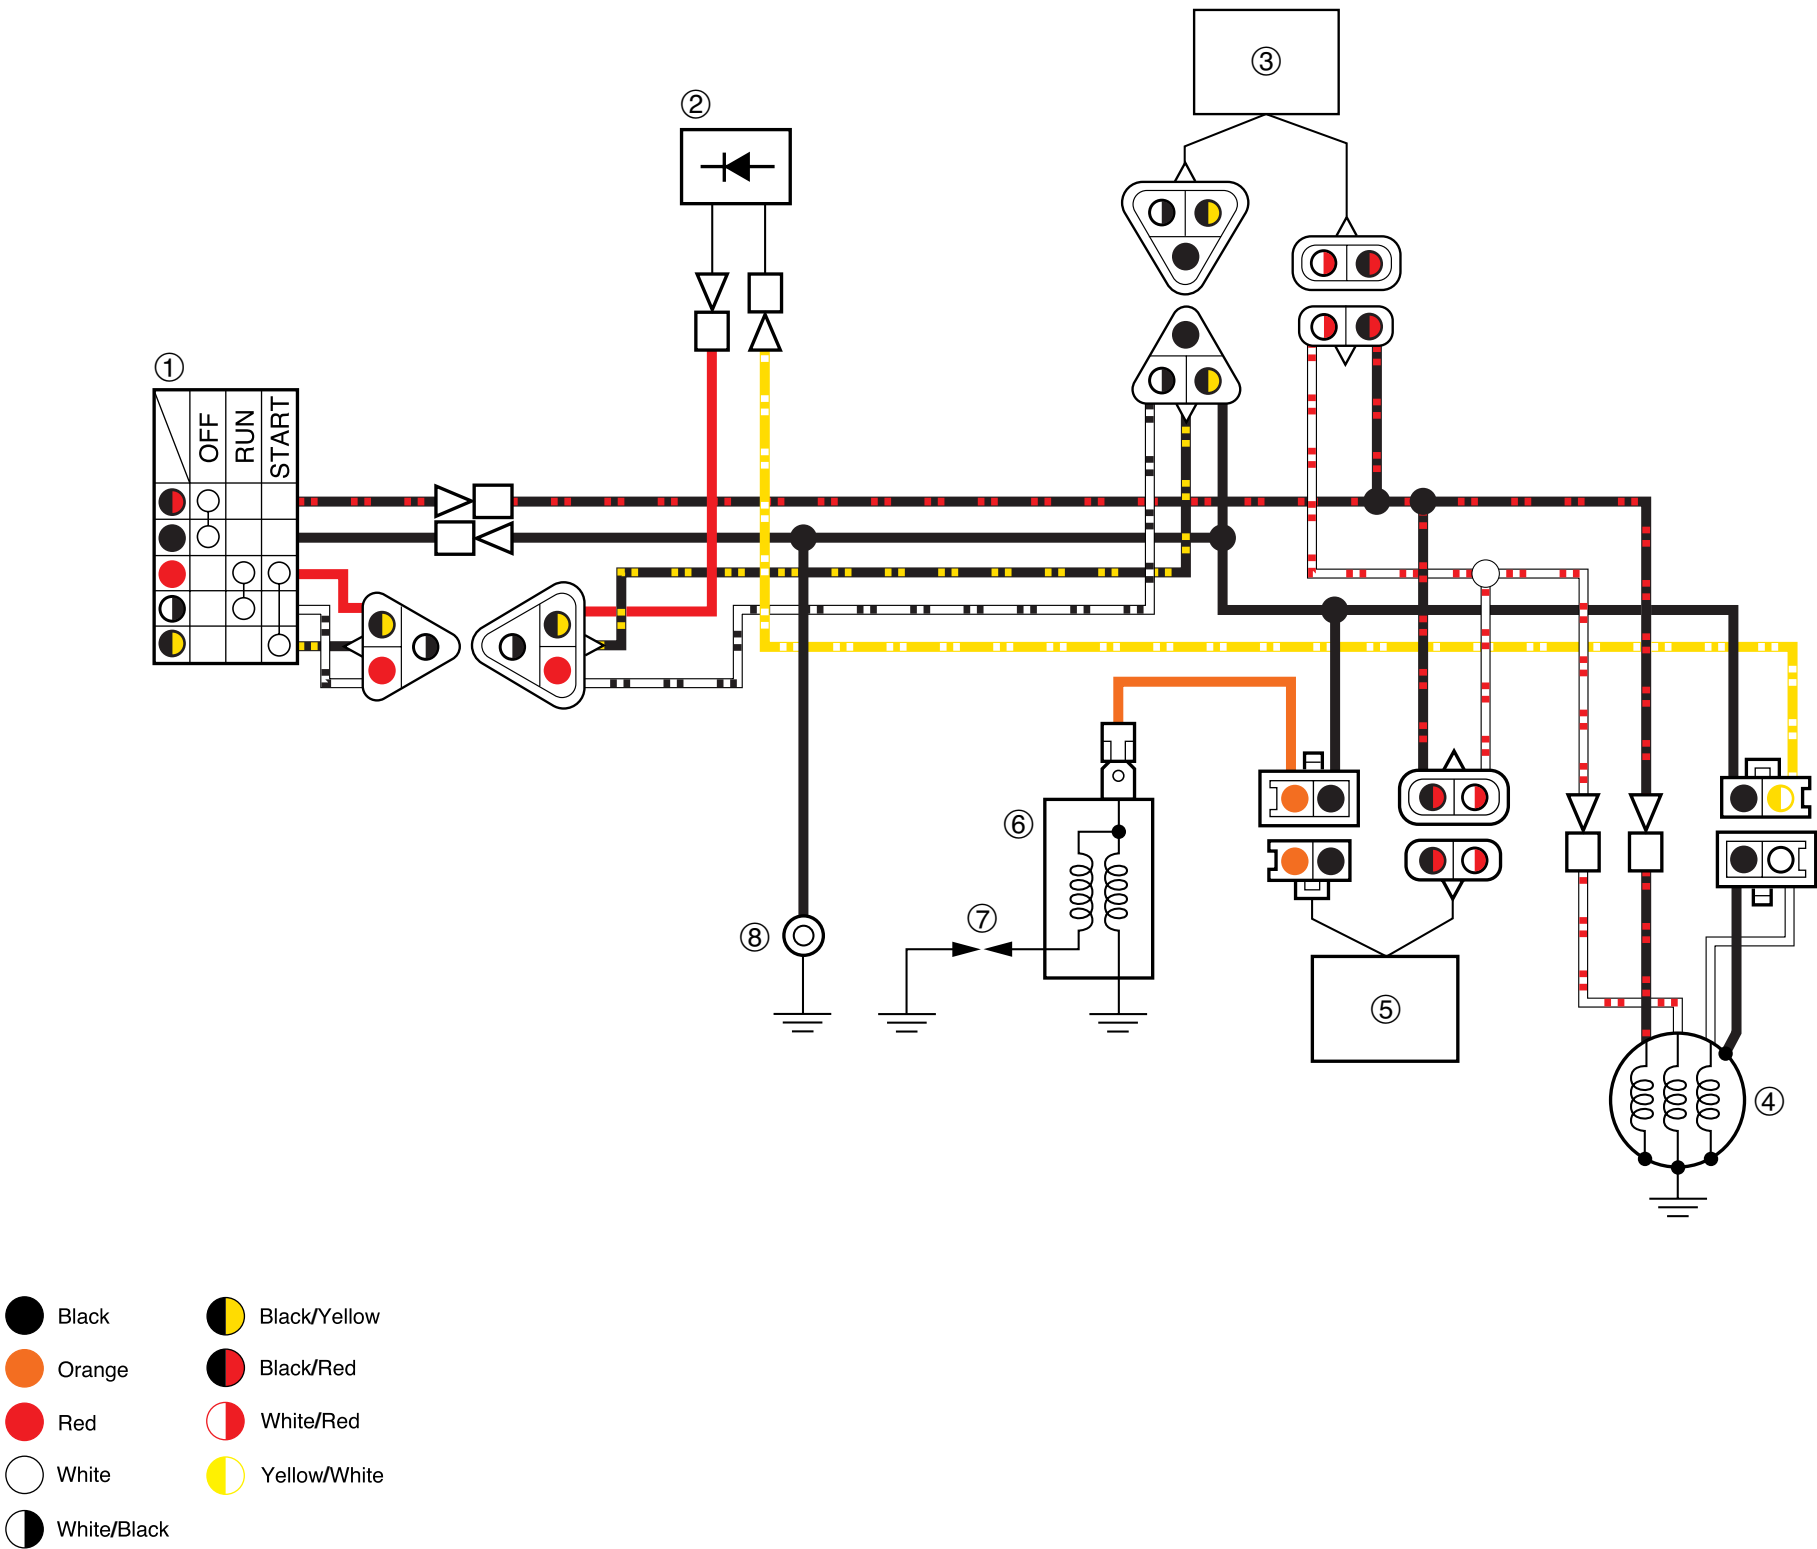 ③
②
①
OFF
RUN
START
⑥
⑦
⑧
⑤
④
Black
Black/Yellow
Orange
Black/Red
Red
White/Red
White
Yellow/White
White/Black